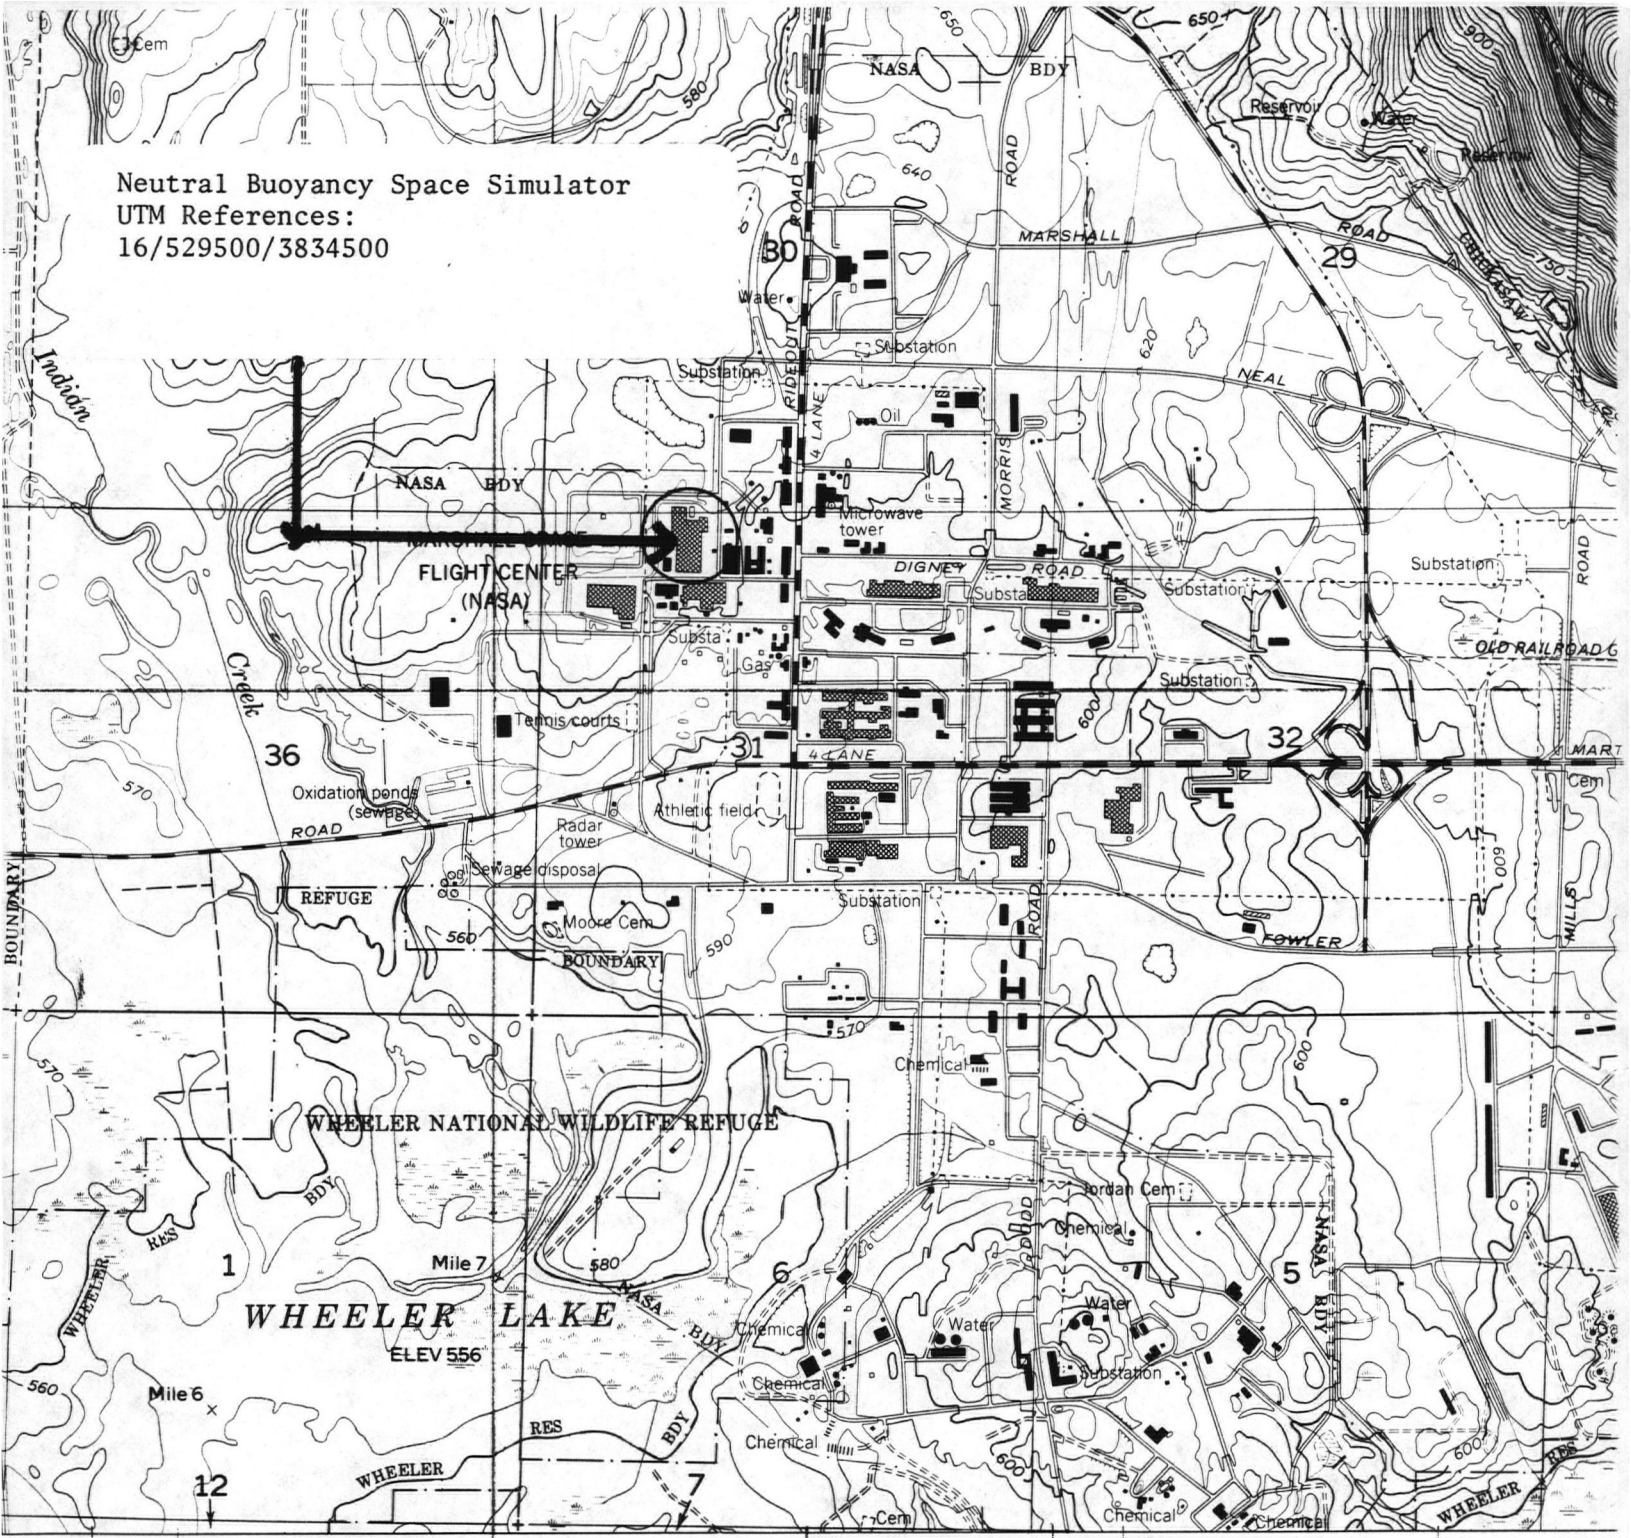 Cem
650
650
900
NASA BDY
580
Reservoir
Water
Reservoir
ROAD
ROAD
640
Neutral Buoyancy Space Simulator
UTM References:
16/529500/3834500
MARSHALL
ROAD
30
29
CHICKASAW
750
Water
Indian
RIDEOUT
Substation
620
Substation
NEAL
4 LANE
Oil
MORRIS
NASA BDY
Microwave
tower
MARSHALL SPACE
FLIGHT CENTER
(NASA)
DIGNEY ROAD
Substation
ROAD
Substa
Substation
Substa
Gas
OLD RAILROAD G
Creek
Substation
600
Tennis courts
36
31
4 LANE
32
MART
Cem
570
Oxidation ponds
(sewage)
Athletic field
ROAD
Radar
tower
600
BOUNDARY
Sewage disposal
REFUGE
Substation
ROAD
MILLS
Moore Cem
560
590
FOWLER
BOUNDARY
570
570
Chemical
600
WHEELER NATIONAL WILDLIFE REFUGE
BDY
Jordan Cem
RES
DODD
Chemical
NASA BDY
1
Mile 7
580
6
5
WHEELER
NASA
Water
WHEELER LAKE
BDY
Chemical
Water
ELEV 556
Substation
560
Mile 6
Chemical
RES
BDY
Chemical
600
600
RES
WHEELER
12
7
WHEELER
Cem
Chemical
Chemical